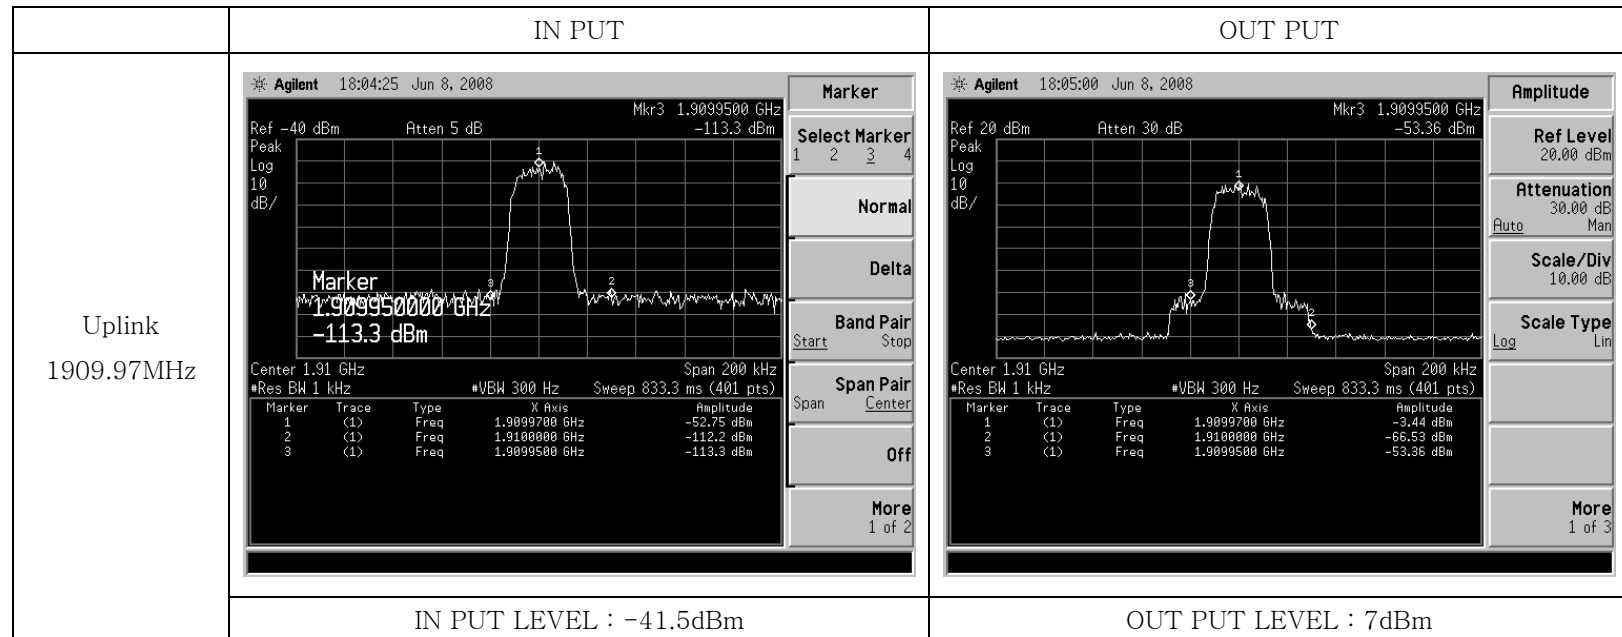 IN PUT
OUT PUT
Uplink
1909.97MHz
Agilent 18:04:25 Jun 8, 2008
Mkr3 1.9099500 GHz
Ref -40 dBm Atten 5 dB -113.3 dBm
Peak
Log
10
dB/
1
2
3
Marker
1.909950000 GHz
-113.3 dBm
Center 1.91 GHz Span 200 kHz
#Res BW 1 kHz #VBW 300 Hz Sweep 833.3 ms (401 pts)
Marker Trace Type X Axis Amplitude
1 (1) Freq 1.9099700 GHz -52.75 dBm
2 (1) Freq 1.9100000 GHz -112.2 dBm
3 (1) Freq 1.9099500 GHz -113.3 dBm
Marker
Select Marker
1 2 3 4
Normal
Delta
Band Pair
Start Stop
Span Pair
Span Center
Off
More
1 of 2
Agilent 18:05:00 Jun 8, 2008
Mkr3 1.9099500 GHz
Ref 20 dBm Atten 30 dB -53.36 dBm
Peak
Log
10
dB/
1
3
2
Center 1.91 GHz Span 200 kHz
#Res BW 1 kHz #VBW 300 Hz Sweep 833.3 ms (401 pts)
Marker Trace Type X Axis Amplitude
1 (1) Freq 1.9099700 GHz -3.44 dBm
2 (1) Freq 1.9100000 GHz -66.53 dBm
3 (1) Freq 1.9099500 GHz -53.36 dBm
Amplitude
Ref Level
20.00 dBm
Attenuation
30.00 dB
Auto Man
Scale/Div
10.00 dB
Scale Type
Log Lin
More
1 of 3
IN PUT LEVEL : -41.5dBm
OUT PUT LEVEL : 7dBm